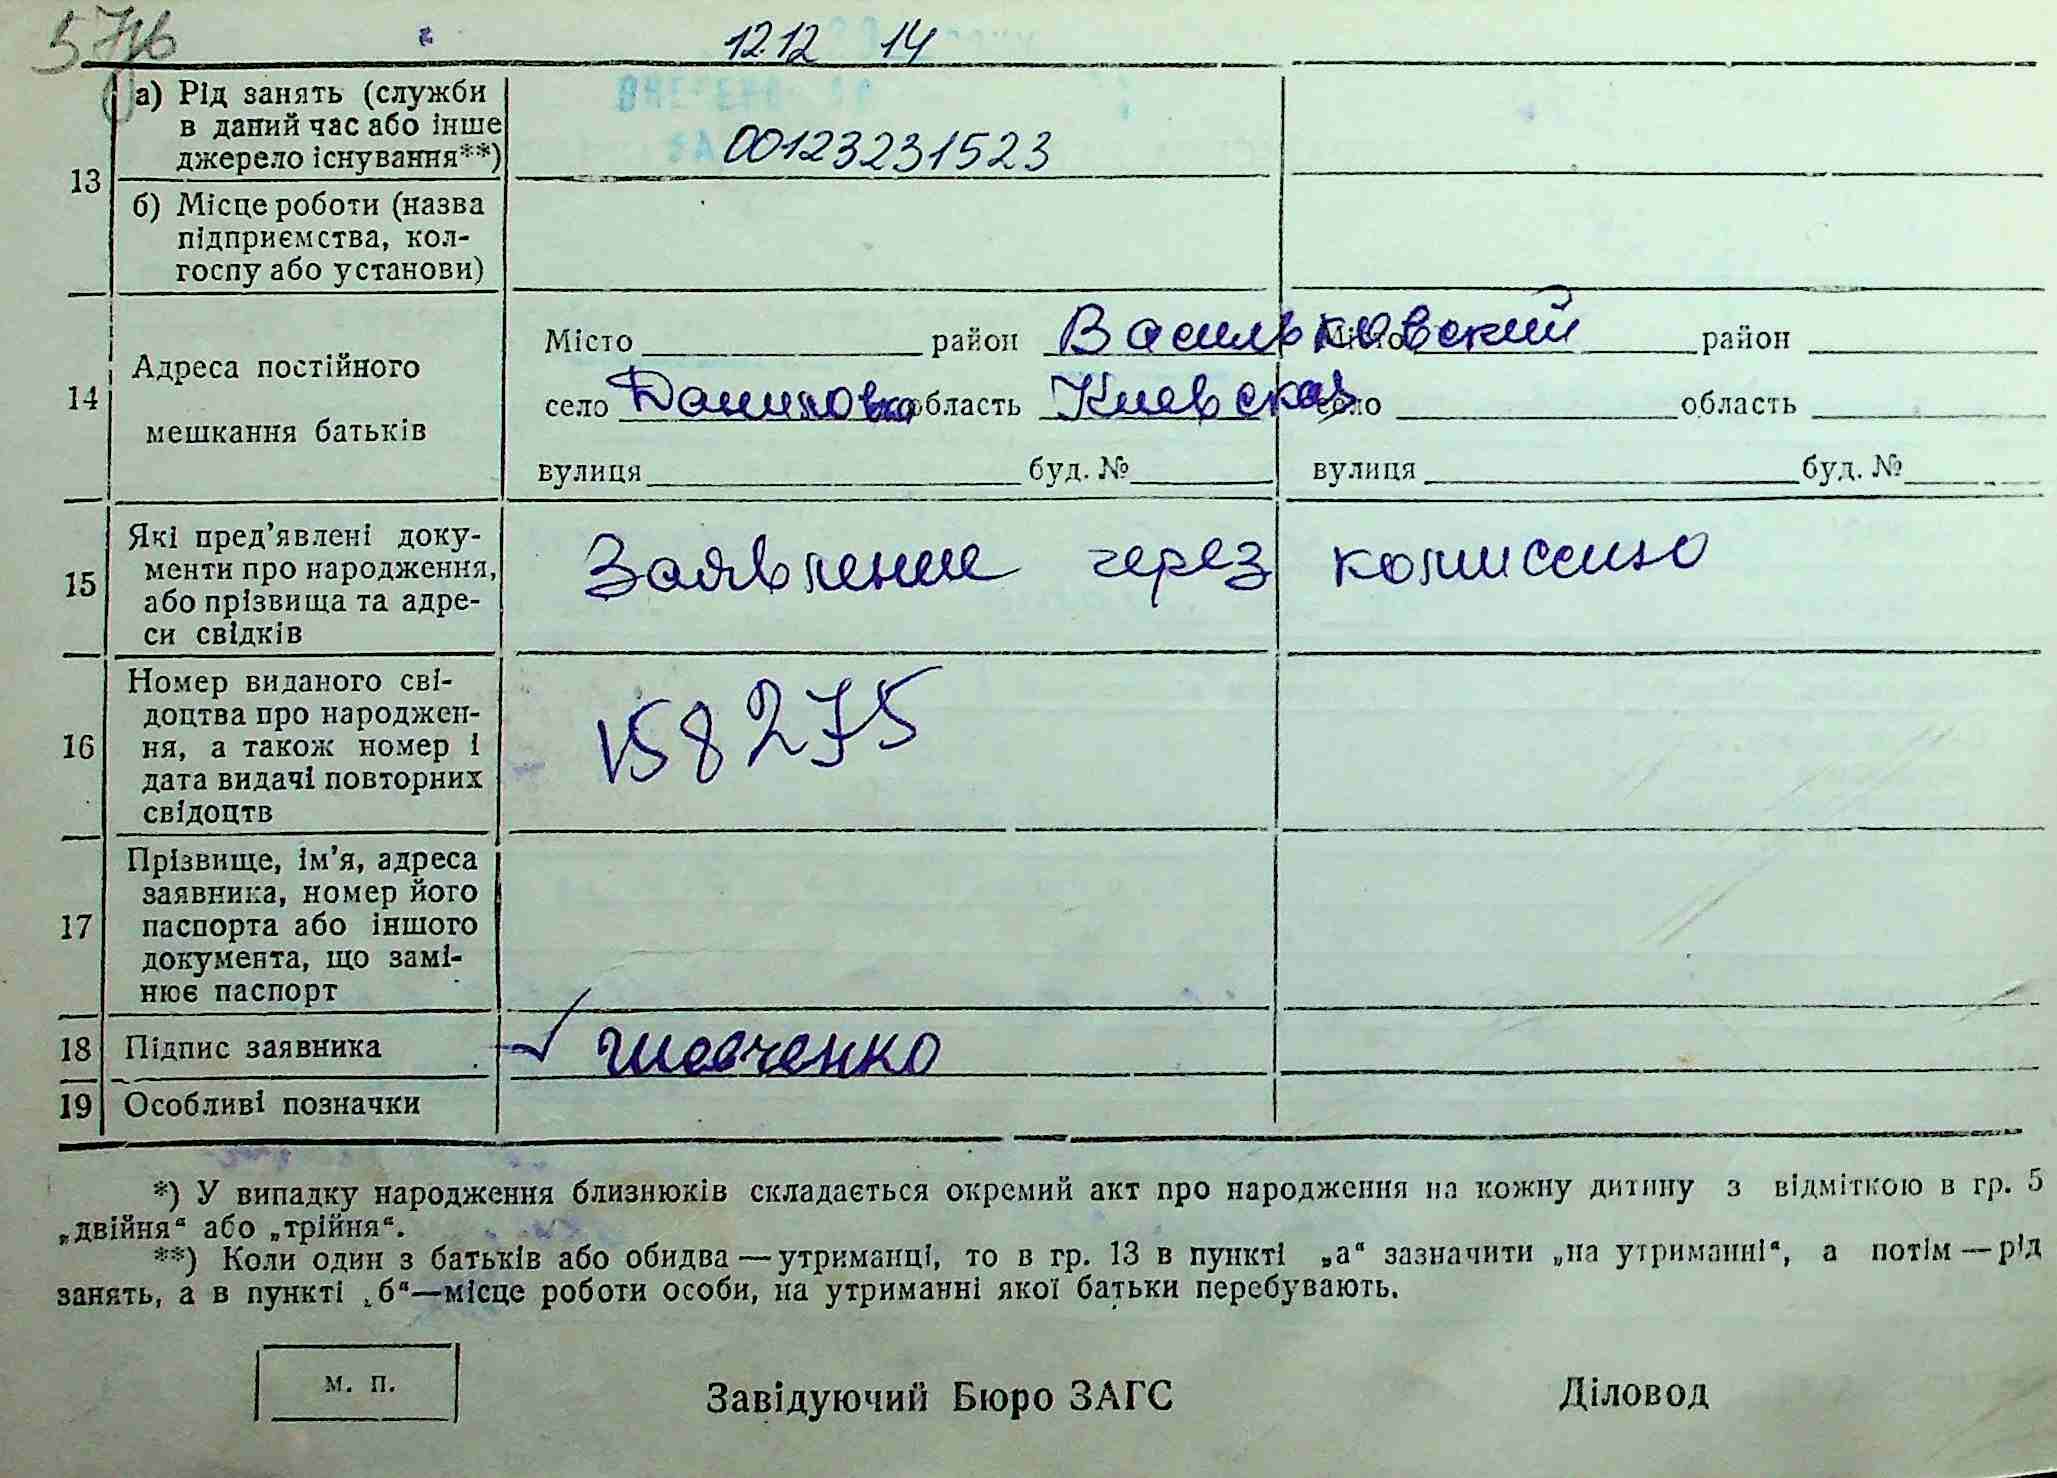 12.12 14
13
а) Рід занять (служби
в даний час або інше
джерело існування**)
00123231523
б) Місце роботи (назва
підприємства, кол-
госпу або установи)
14
Адреса постійного
мешкання батьків
Місто район Васильковский Місто район
село Даниловка область Киевская село область
вулиця буд. № вулиця буд. №
15
Які пред’явлені доку-
менти про народження,
або прізвища та адре-
си свідків
Заявление через комиссию
16
Номер виданого сві-
доцтва про народжен-
ня, а також номер і
дата видачі повторних
свідоцтв
158275
17
Прізвище, ім’я, адреса
заявника, номер його
паспорта або іншого
документа, що замі-
нює паспорт
18 Підпис заявника Шевченко
19 Особливі позначки
*) У випадку народження близнюків складається окремий акт про народження на кожну дитину з відміткою в гр. 5
„двійня“ або „трійня“.
**) Коли один з батьків або обидва—утриманці, то в гр. 13 в пункті „а“ зазначити „на утриманні“, а потім—рід
занять, а в пункті „б“—місце роботи особи, на утриманні якої батьки перебувають.
м. п.
Завідуючий Бюро ЗАГС Діловод